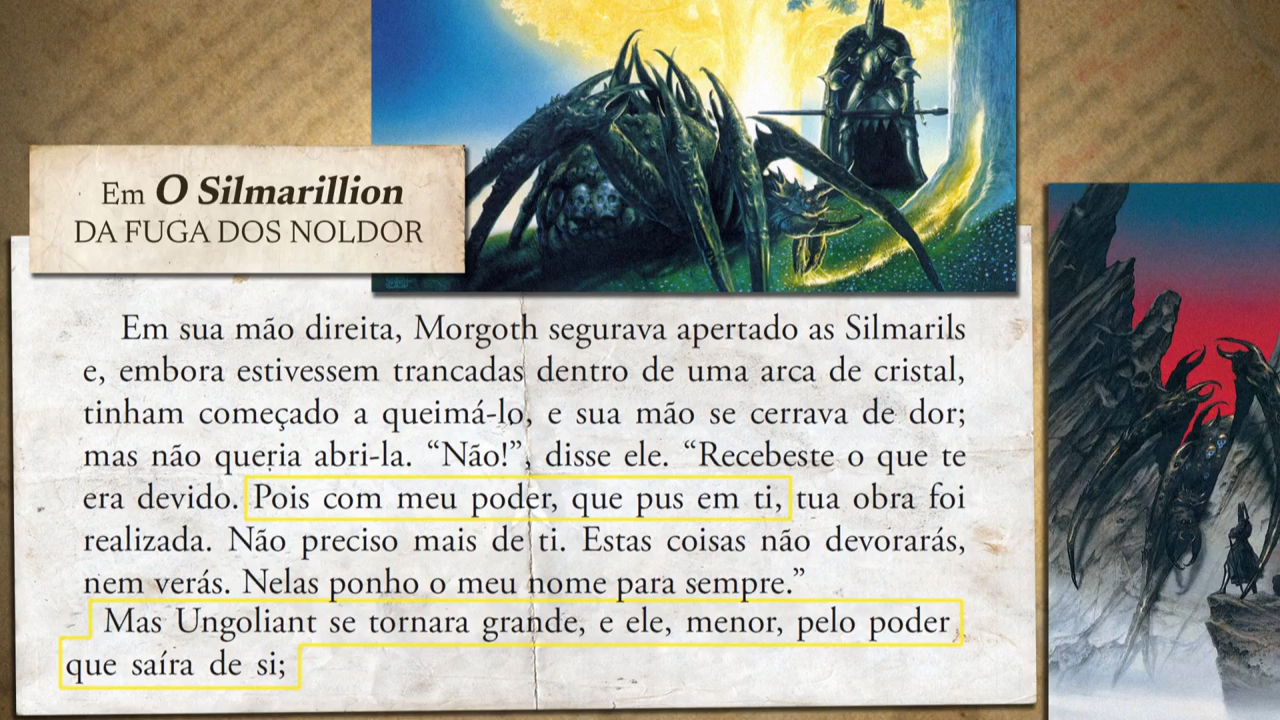 Em O Silmarillion
DA FUGA DOS NOLDOR
Em sua mão direita, Morgoth segurava apertado as Silmarils
e, embora estivessem trancadas dentro de uma arca de cristal,
tinham começado a queimá-lo, e sua mão se cerrava de dor;
mas não queria abri-la. “Não!”, disse ele. “Recebeste o que te
era devido. Pois com meu poder, que pus em ti, tua obra foi
realizada. Não preciso mais de ti. Estas coisas não devorarás,
nem verás. Nelas ponho o meu nome para sempre.”
Mas Ungoliant se tornara grande, e ele, menor, pelo poder
que saíra de si;